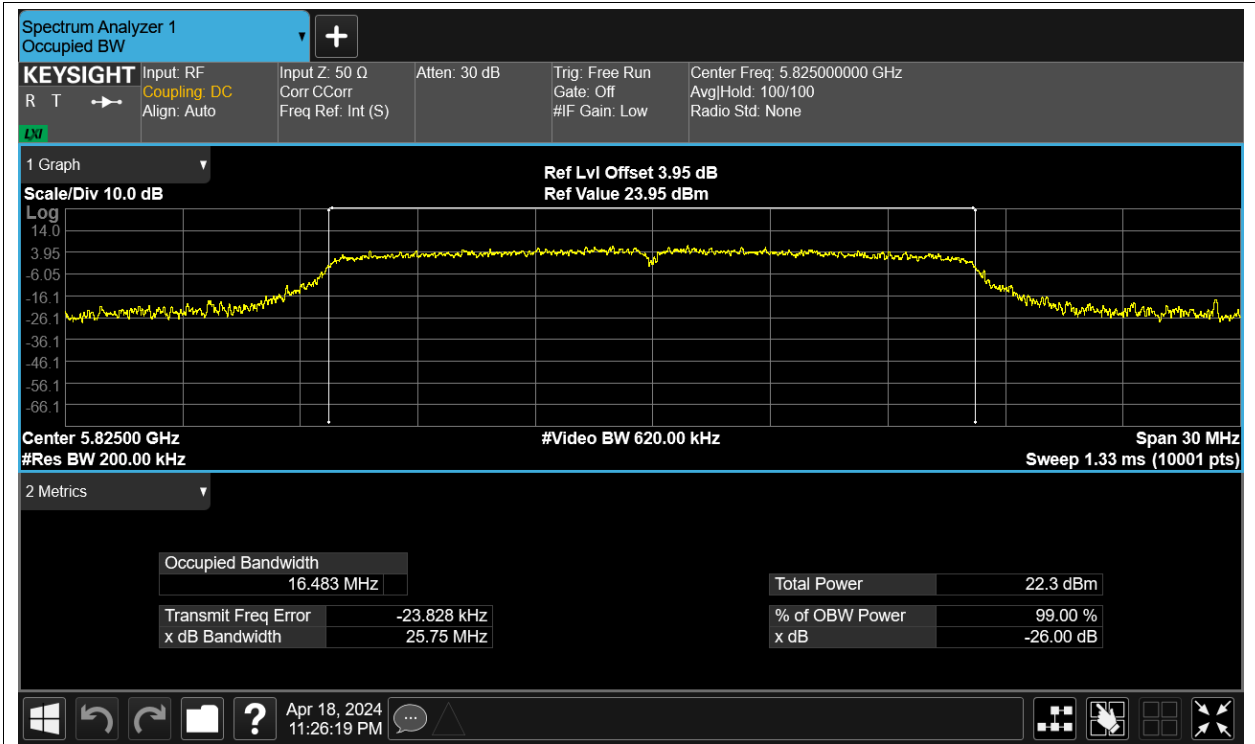 Spectrum Analyzer 1
Occupied BW
KEYSIGHT
R T
LXI
Input: RF
Coupling: DC
Align: Auto
Input Z: 50 Ω
Corr CCorr
Freq Ref: Int (S)
Atten: 30 dB
Trig: Free Run
Gate: Off
#IF Gain: Low
Center Freq: 5.825000000 GHz
Avg|Hold: 100/100
Radio Std: None
1 Graph
Scale/Div 10.0 dB
Ref Lvl Offset 3.95 dB
Ref Value 23.95 dBm
Log
14.0
3.95
-6.05
-16.1
-26.1
-36.1
-46.1
-56.1
-66.1
Center 5.82500 GHz
#Res BW 200.00 kHz
#Video BW 620.00 kHz
Span 30 MHz
Sweep 1.33 ms (10001 pts)
2 Metrics
Occupied Bandwidth
16.483 MHz
Transmit Freq Error -23.828 kHz
x dB Bandwidth 25.75 MHz
Total Power 22.3 dBm
% of OBW Power 99.00 %
x dB -26.00 dB
?
Apr 18, 2024
11:26:19 PM